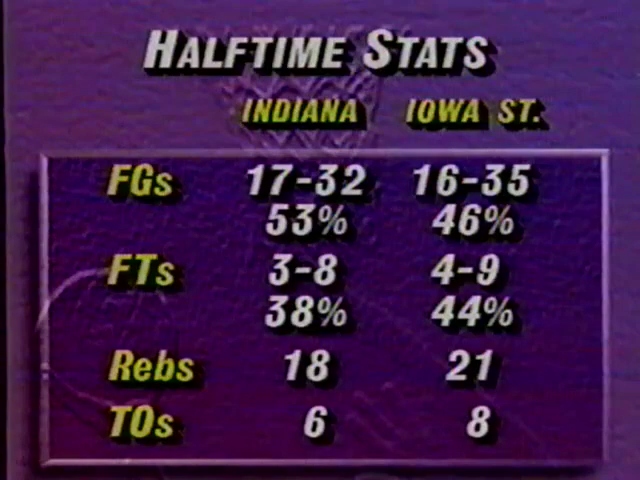 HALFTIME STATS
INDIANA IOWA ST.
FGs 17-32 16-35
53% 46%
FTs 3-8 4-9
38% 44%
Rebs 18 21
TOs 6 8